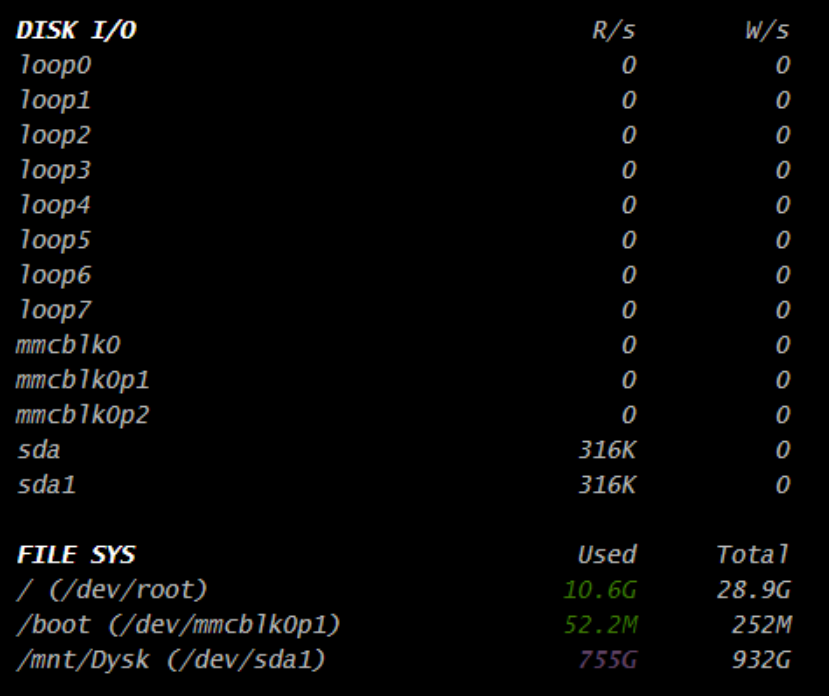 DISK I/O R/s W/s
loop0 0 0
loop1 0 0
loop2 0 0
loop3 0 0
loop4 0 0
loop5 0 0
loop6 0 0
loop7 0 0
mmcblk0 0 0
mmcblk0p1 0 0
mmcblk0p2 0 0
sda 316K 0
sda1 316K 0
FILE SYS Used Total
/ (/dev/root) 10.6G 28.9G
/boot (/dev/mmcblk0p1) 52.2M 252M
/mnt/Dysk (/dev/sda1) 755G 932G